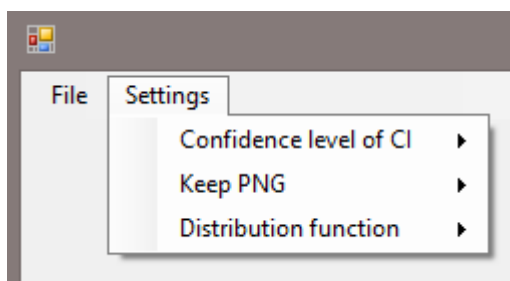 File Settings
Confidence level of CI
Keep PNG
Distribution function